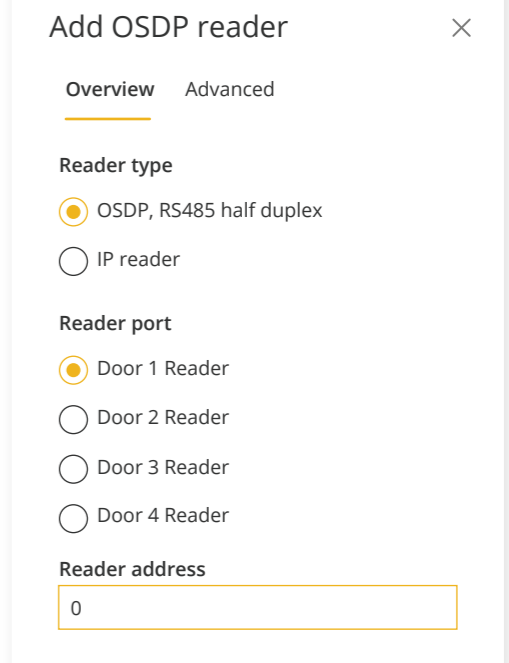 Add OSDP reader
Overview Advanced
Reader type
OSDP, RS485 half duplex
IP reader
Reader port
Door 1 Reader
Door 2 Reader
Door 3 Reader
Door 4 Reader
Reader address
0